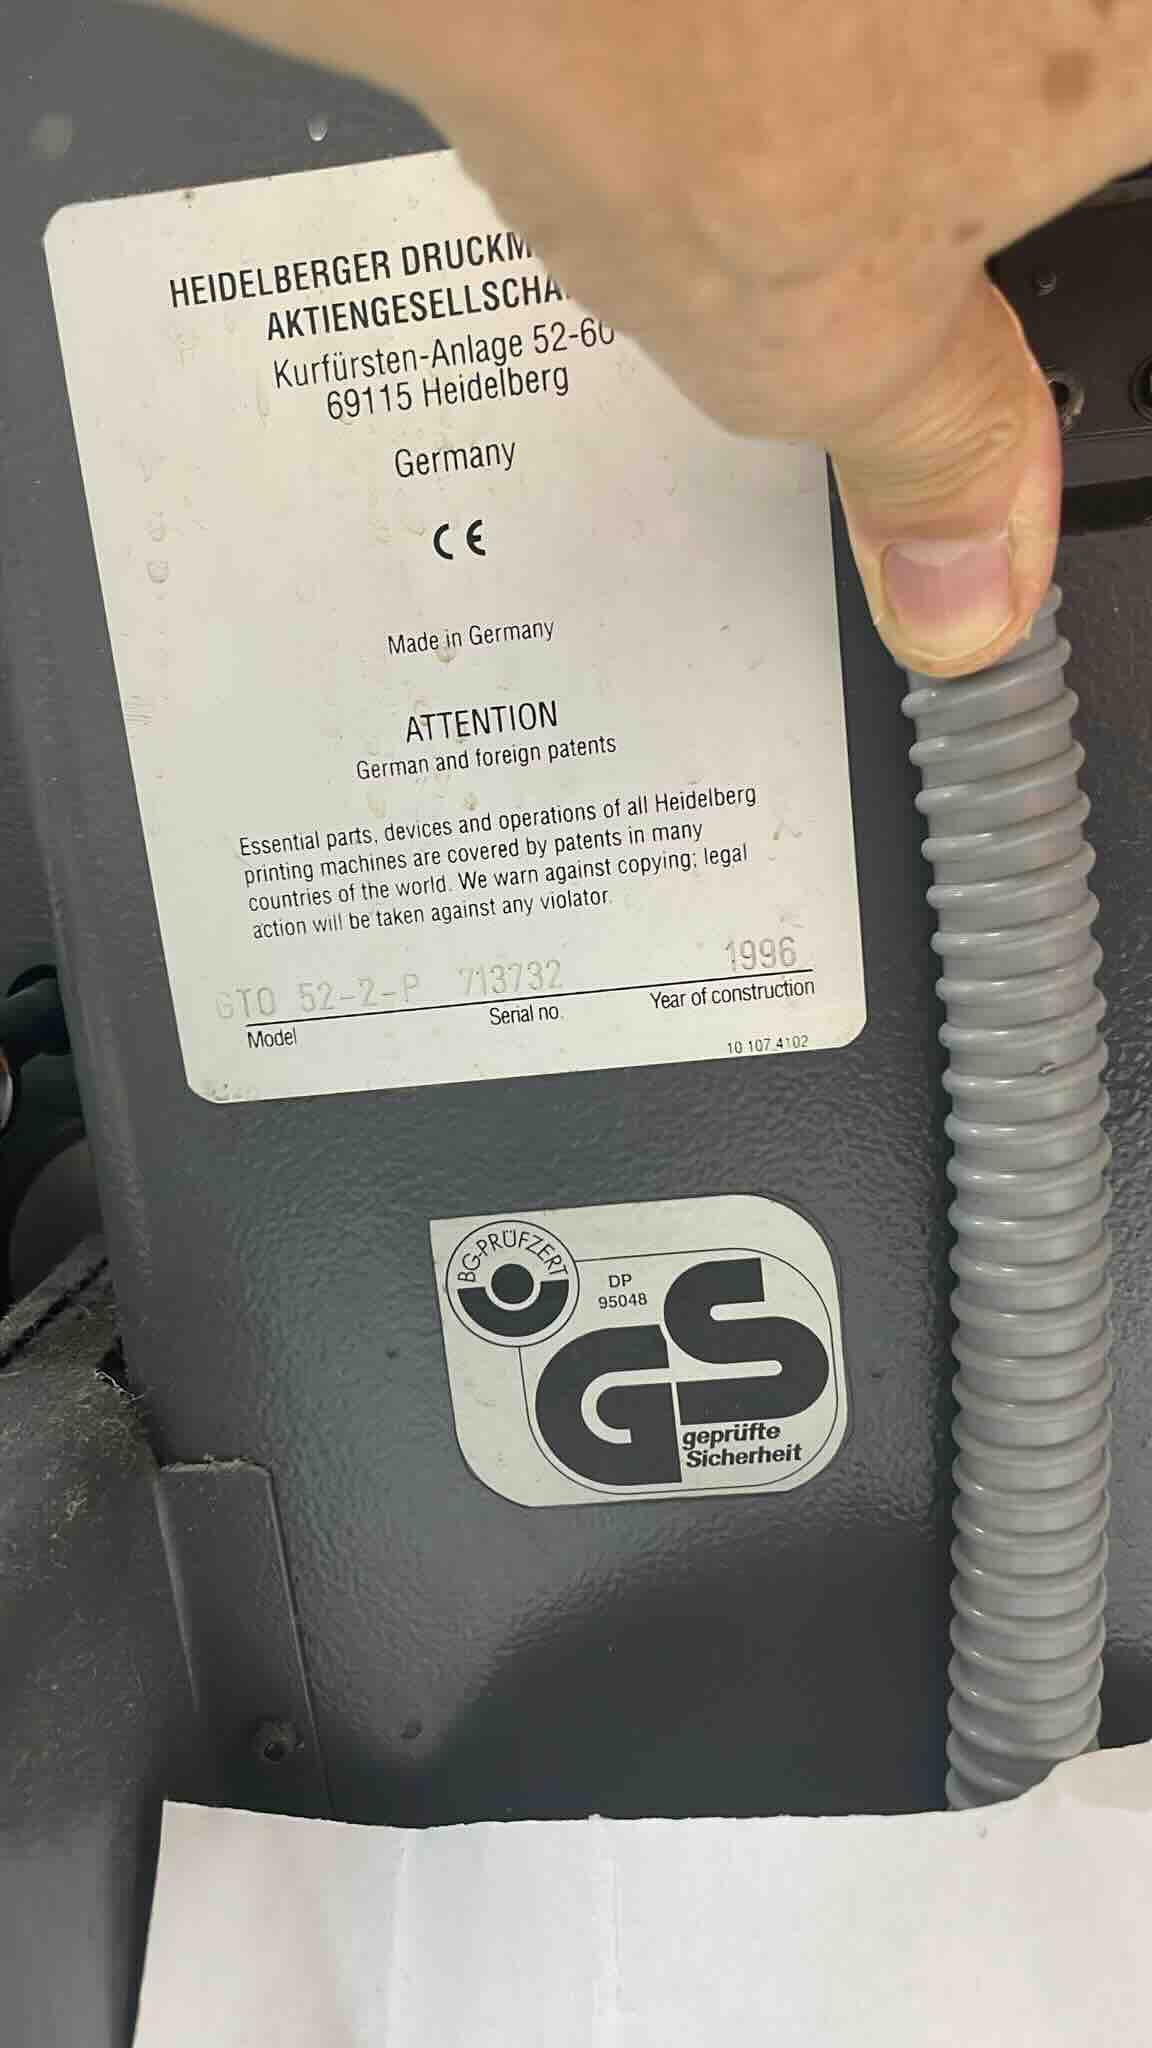 HEIDELBERGER DRUCKM
AKTIENGESELLSCHA
Kurfürsten-Anlage 52-60
69115 Heidelberg
Germany
CE
Made in Germany
ATTENTION
German and foreign patents
Essential parts, devices and operations of all Heidelberg
printing machines are covered by patents in many
countries of the world. We warn against copying; legal
action will be taken against any violator.
GTO 52-2-P 713732 1996
Model Serial no. Year of construction
10 107 4102
BG-PRÜFZERT
DP
95048
GS
geprüfte
Sicherheit